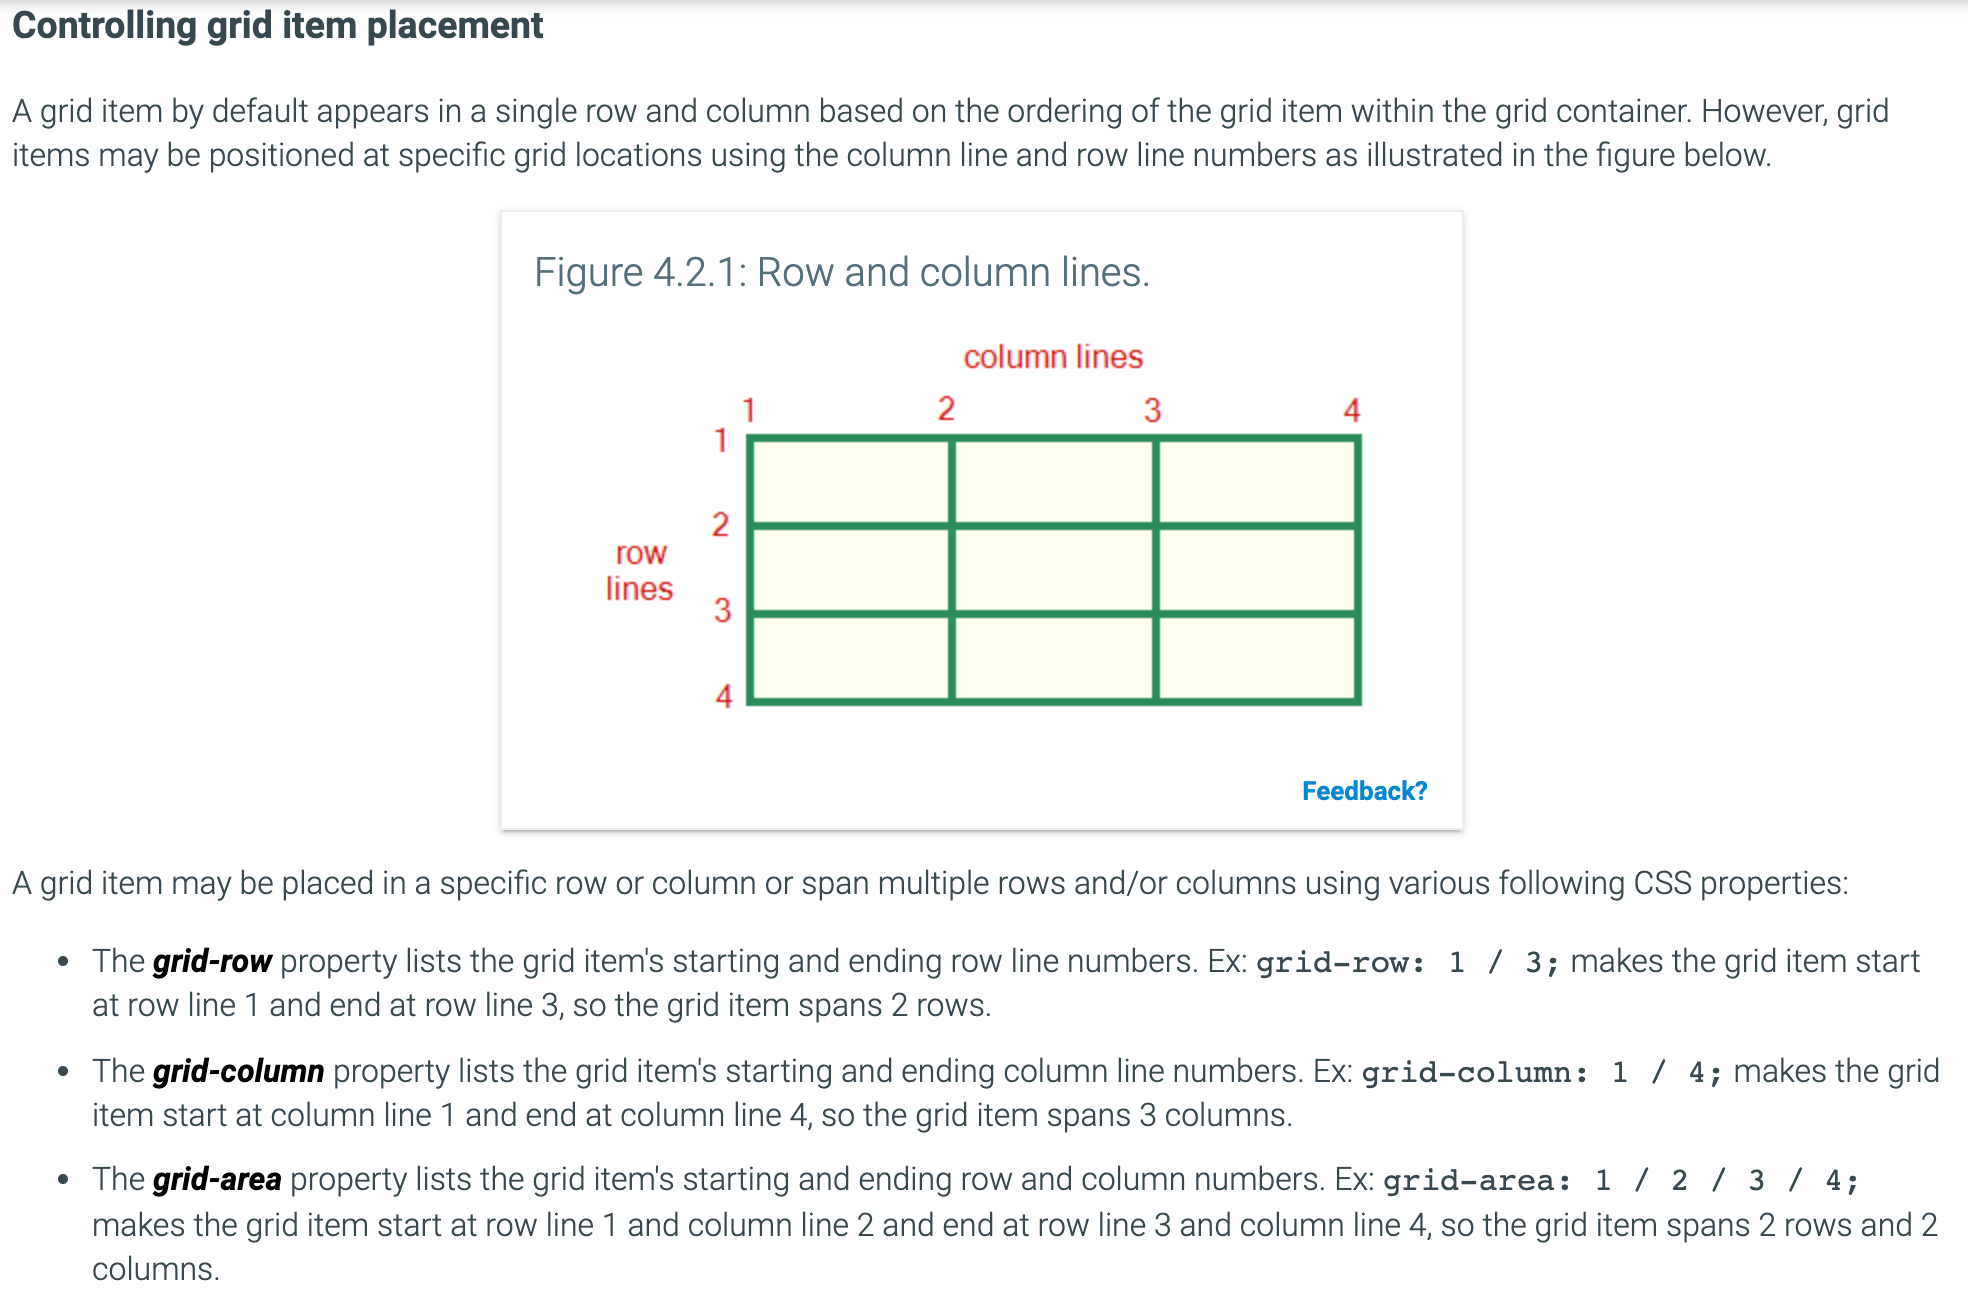 Controlling grid item placement
A grid item by default appears in a single row and column based on the ordering of the grid item within the grid container. However, grid
items may be positioned at specific grid locations using the column line and row line numbers as illustrated in the figure below.
Figure 4.2.1: Row and column lines.
column lines
1 2 3 4
1
2
row
lines
3
4
Feedback?
A grid item may be placed in a specific row or column or span multiple rows and/or columns using various following CSS properties:
• The grid-row property lists the grid item's starting and ending row line numbers. Ex: grid-row: 1 / 3; makes the grid item start
at row line 1 and end at row line 3, so the grid item spans 2 rows.
• The grid-column property lists the grid item's starting and ending column line numbers. Ex: grid-column: 1 / 4; makes the grid
item start at column line 1 and end at column line 4, so the grid item spans 3 columns.
• The grid-area property lists the grid item's starting and ending row and column numbers. Ex: grid-area: 1 / 2 / 3 / 4;
makes the grid item start at row line 1 and column line 2 and end at row line 3 and column line 4, so the grid item spans 2 rows and 2
columns.